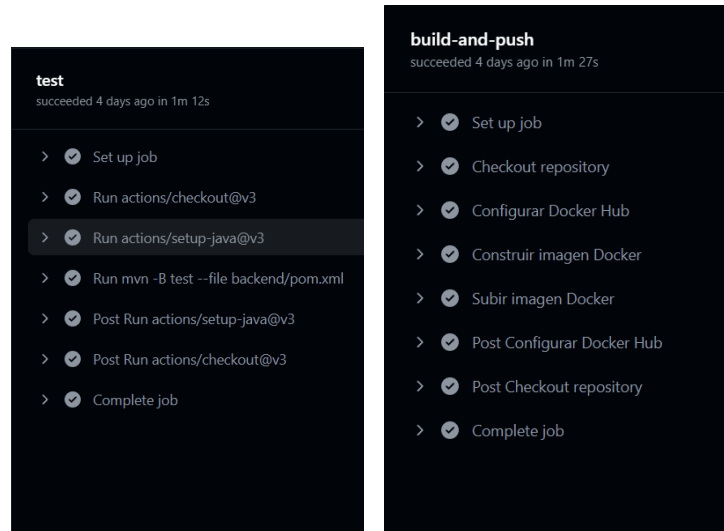 test
succeeded 4 days ago in 1m 12s
Set up job
Run actions/checkout@v3
Run actions/setup-java@v3
Run mvn -B test --file backend/pom.xml
Post Run actions/setup-java@v3
Post Run actions/checkout@v3
Complete job
build-and-push
succeeded 4 days ago in 1m 27s
Set up job
Checkout repository
Configurar Docker Hub
Construir imagen Docker
Subir imagen Docker
Post Configurar Docker Hub
Post Checkout repository
Complete job